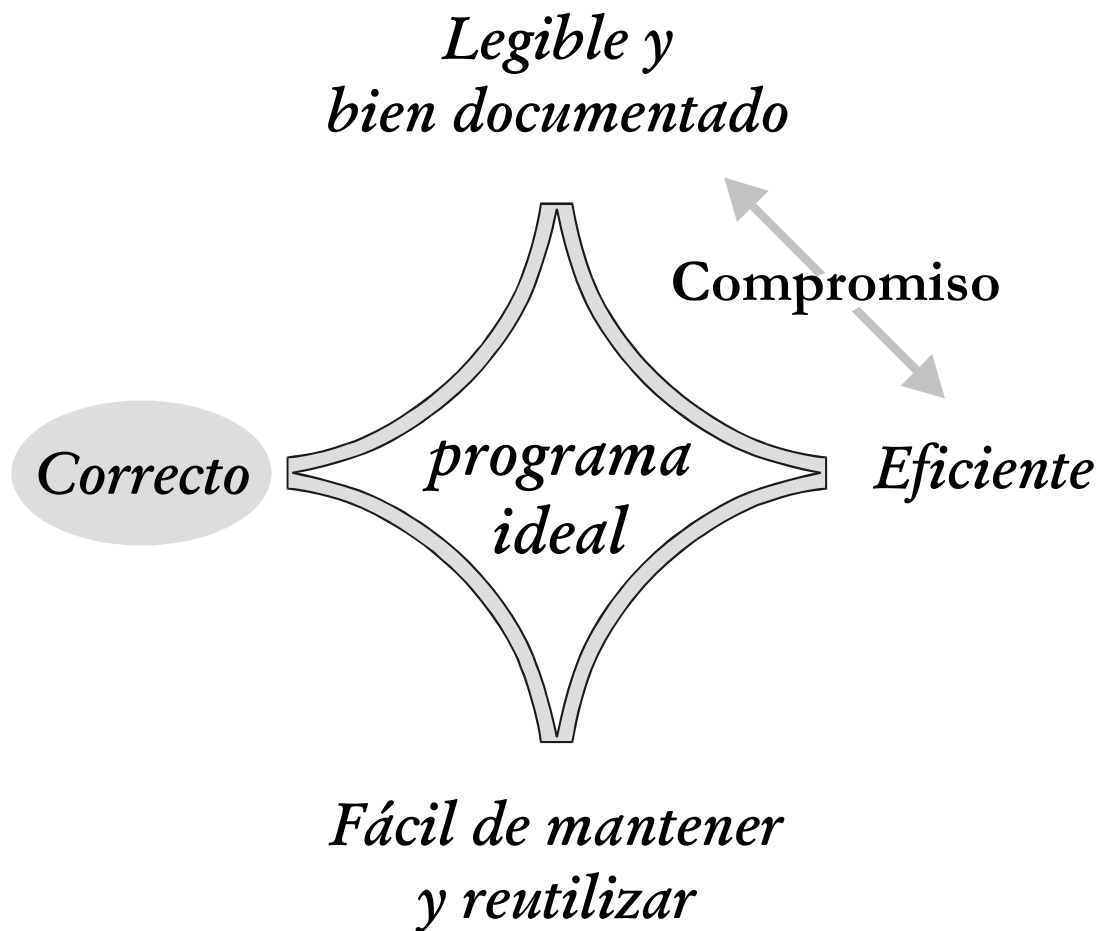 Legible y
bien documentado
Compromiso
Correcto
programa
ideal
Eficiente
Fácil de mantener
y reutilizar